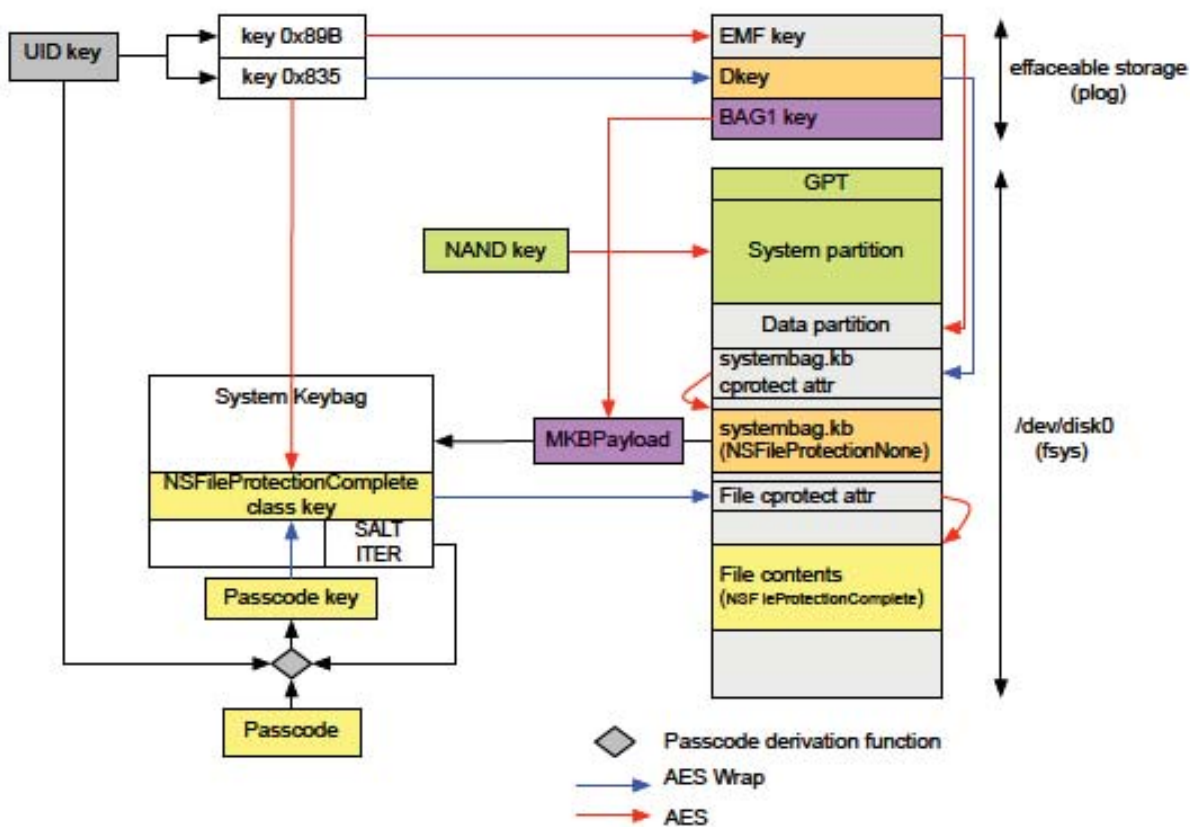 UID key
key 0x89B
key 0x835
EMF key
Dkey
BAG1 key
effaceable storage
(plog)
GPT
NAND key
System partition
Data partition
systembag.kb
cprotect attr
System Keybag
MKBPayload
systembag.kb
(NSFileProtectionNone)
/dev/disk0
(fsys)
NSFileProtectionComplete
class key
File cprotect attr
SALT
ITER
File contents
(NSF leProtectionComplete)
Passcode key
Passcode
Passcode derivation function
AES Wrap
AES